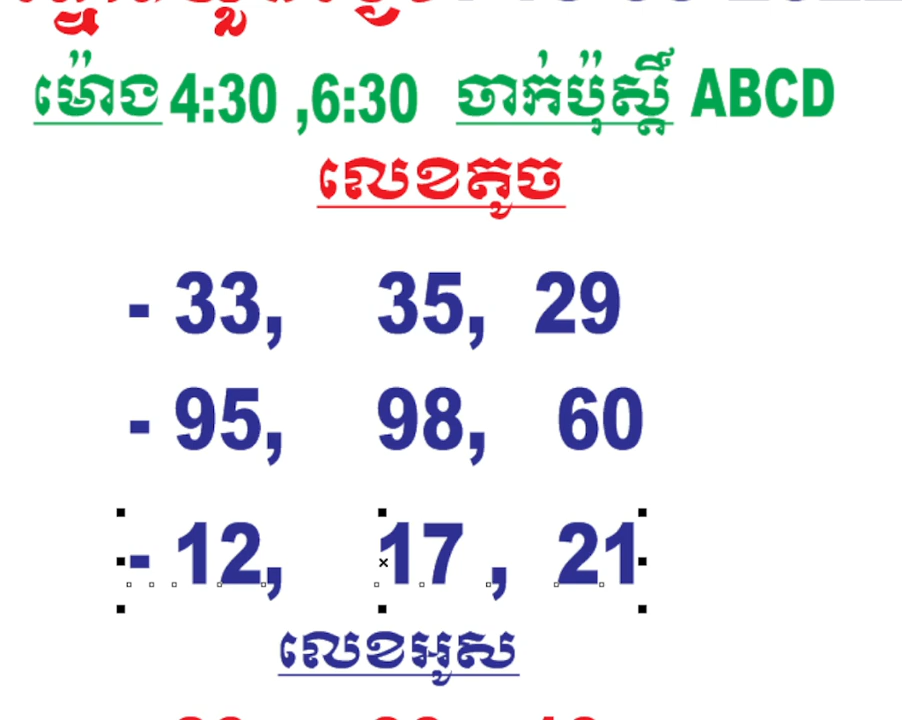 ម៉ោង 4:30 ,6:30 ចាក់ប៉ុស្តិ៍ ABCD
លេខតូច
- 33, 35, 29
- 95, 98, 60
- 12, 17 , 21
លេខអូស